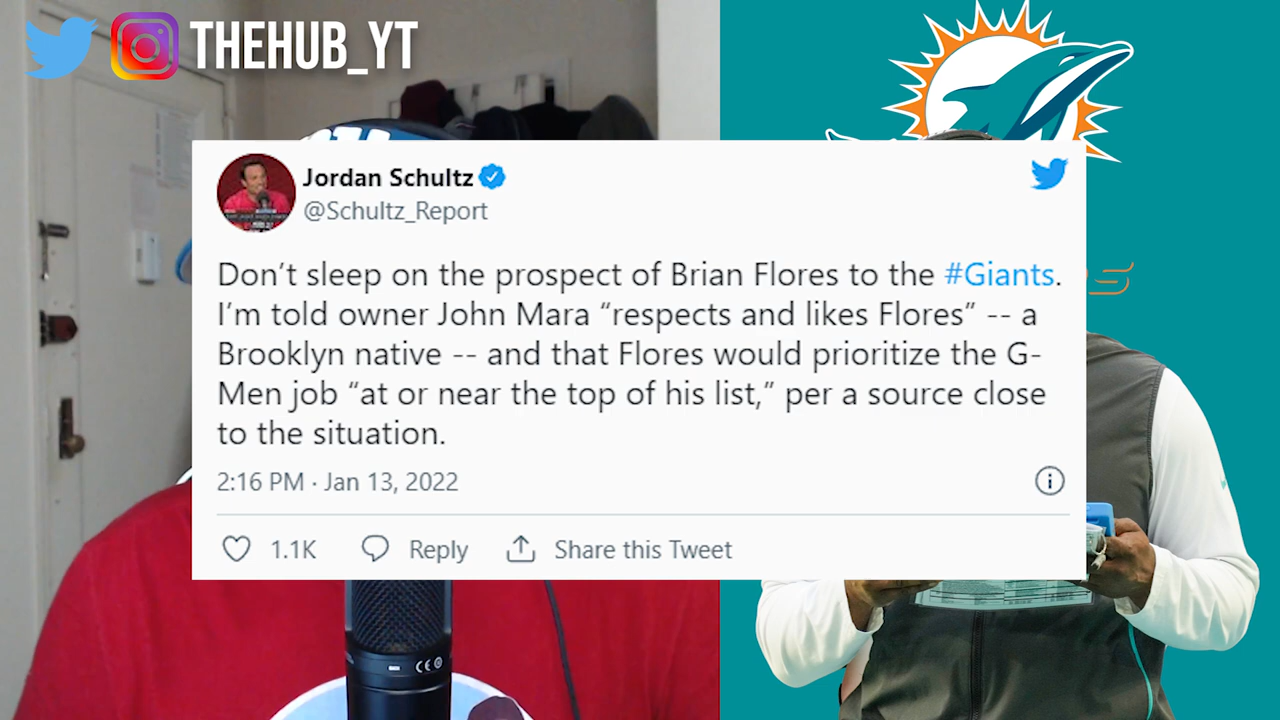 THEHUB_YT
Jordan Schultz
@Schultz_Report
Don’t sleep on the prospect of Brian Flores to the #Giants.
I’m told owner John Mara “respects and likes Flores” -- a
Brooklyn native -- and that Flores would prioritize the G-
Men job “at or near the top of his list,” per a source close
to the situation.
2:16 PM · Jan 13, 2022
1.1K
Reply
Share this Tweet